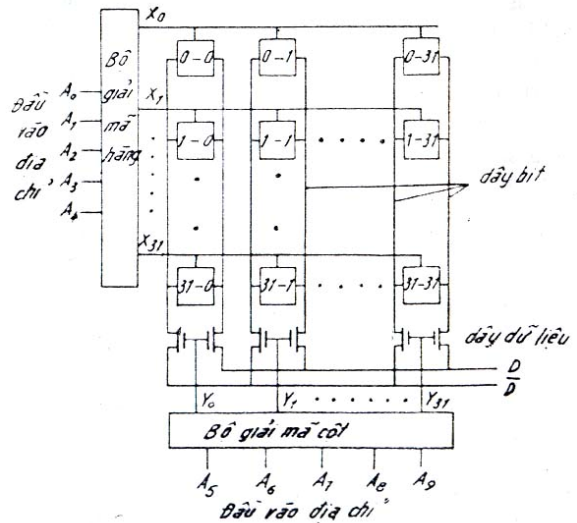 X0
Bộ giải mã hàng
Đầu vào địa chỉ
A0
A1
A2
A3
A4
0-0
0-1
0-31
X1
1-0
1-1
1-31
dây bit
X31
31-0
31-1
31-31
dây dữ liệu
D
D̅
Y0
Y1
Y31
Bộ giải mã cột
A5
A6
A7
A8
A9
Đầu vào địa chỉ